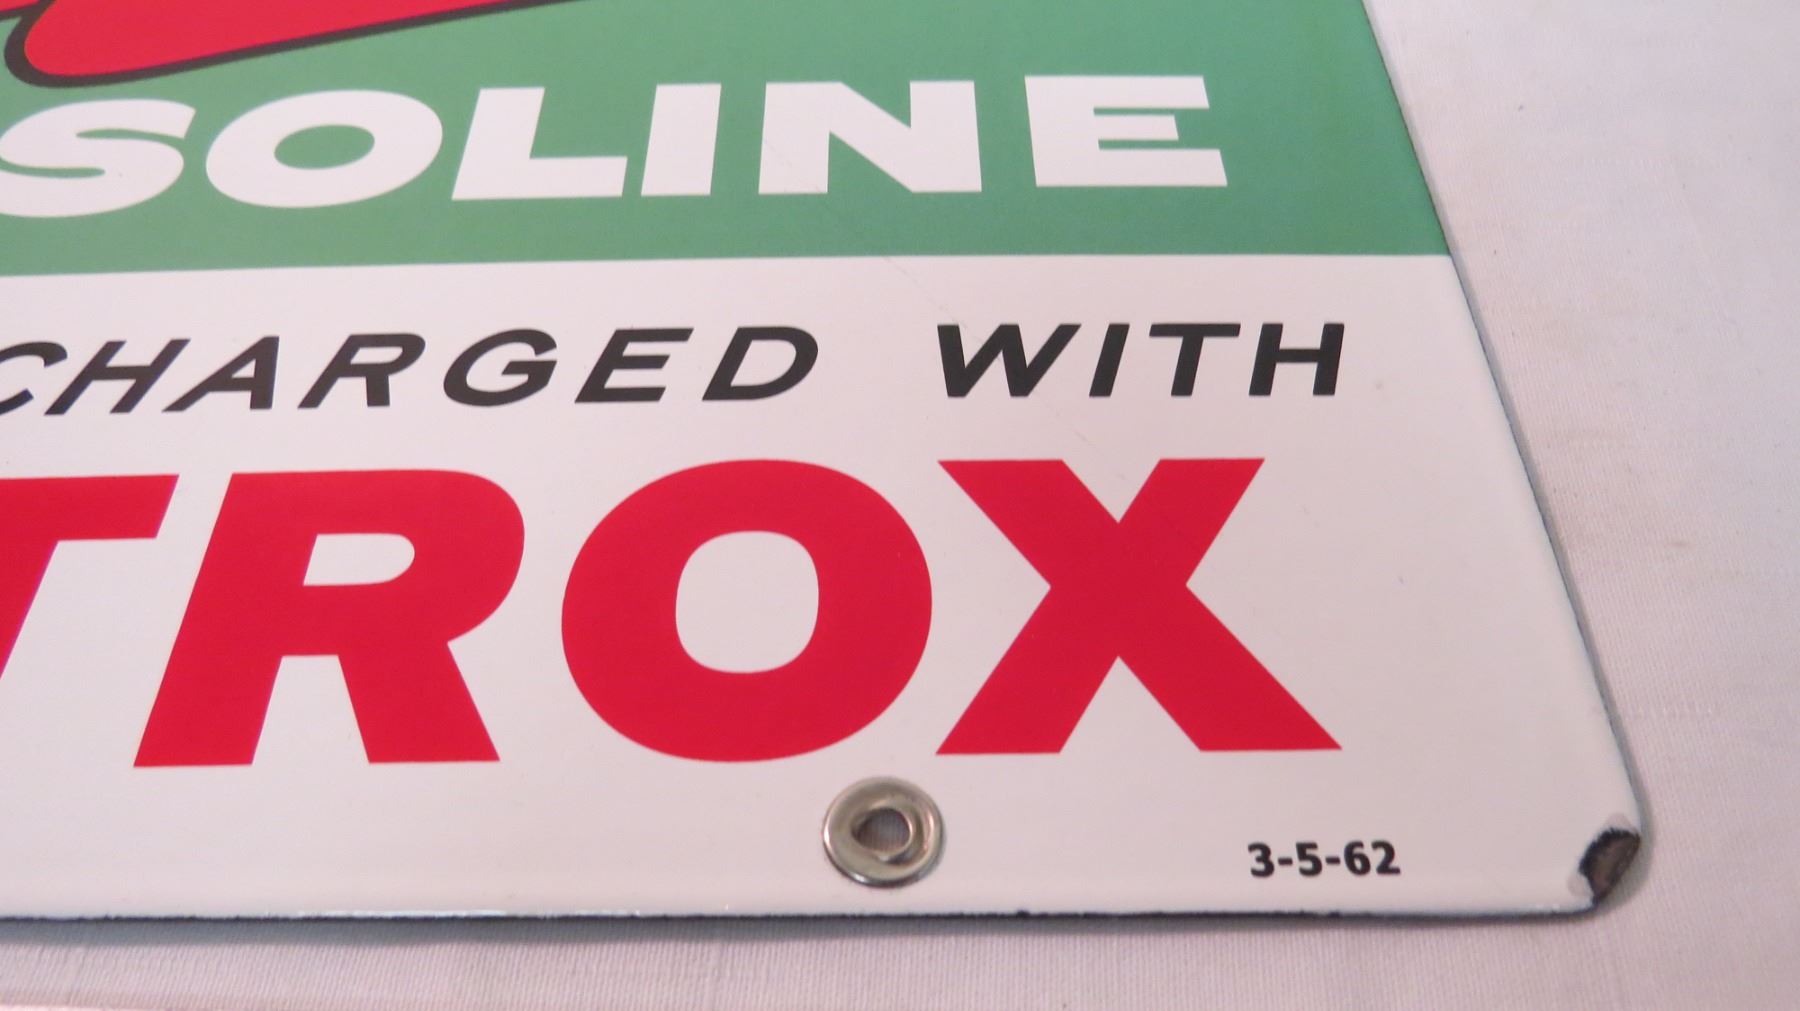 SOLINE
CHARGED WITH
TROX
3-5-62